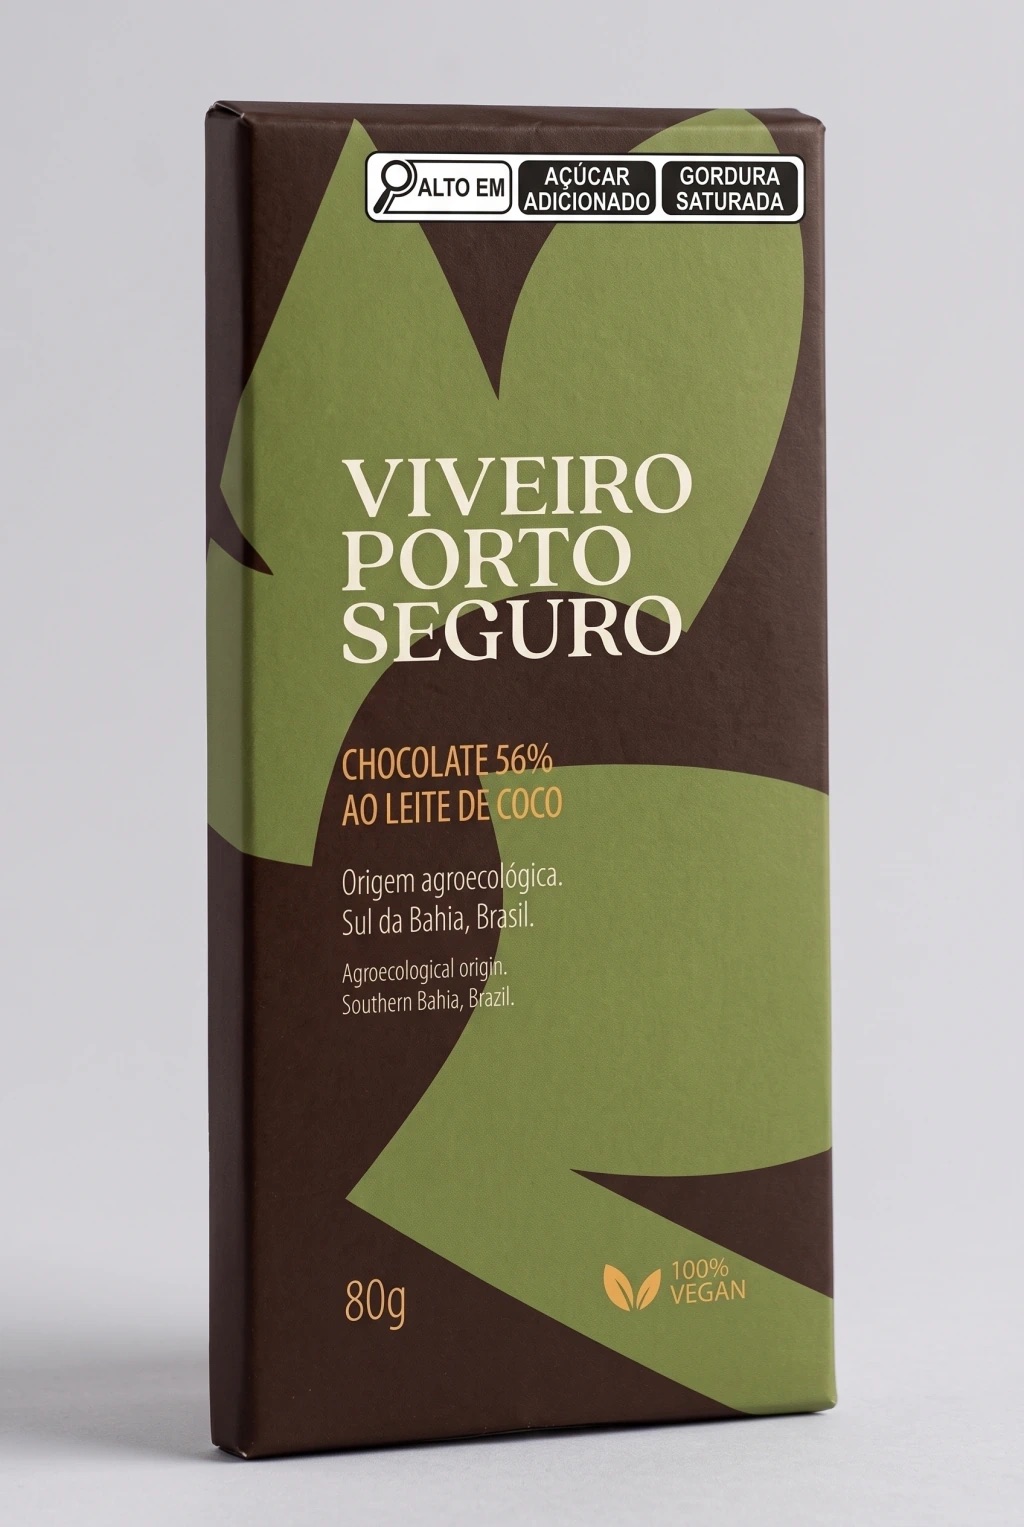 ALTO EM
AÇÚCAR
ADICIONADO
GORDURA
SATURADA
VIVEIRO
PORTO
SEGURO
CHOCOLATE 56%
AO LEITE DE COCO
Origem agroecológica.
Sul da Bahia, Brasil.
Agroecological origin.
Southern Bahia, Brazil.
80g
100%
VEGAN